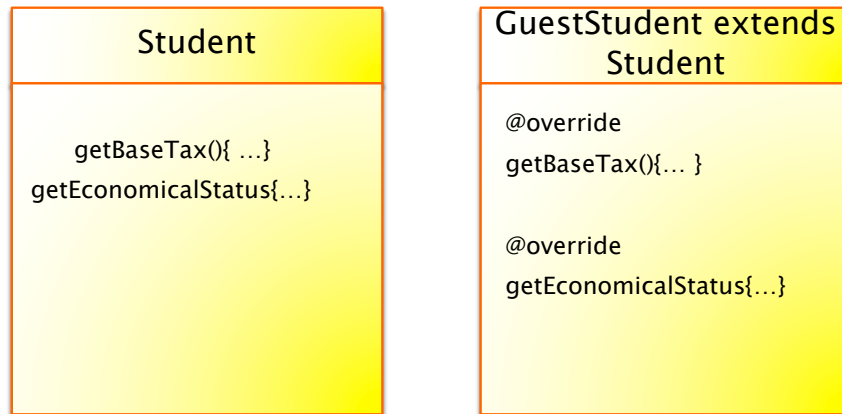 Student
getBaseTax(){ …}
getEconomicalStatus{…}
GuestStudent extends
Student
@override
getBaseTax(){… }
@override
getEconomicalStatus{…}